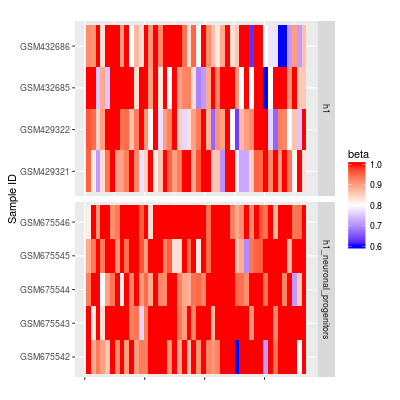 GSM432686
GSM432685
GSM429322
GSM429321
h1
GSM675546
GSM675545
GSM675544
GSM675543
GSM675542
h1_neuronal_progenitors
Sample ID
beta
1.0
0.9
0.8
0.7
0.6